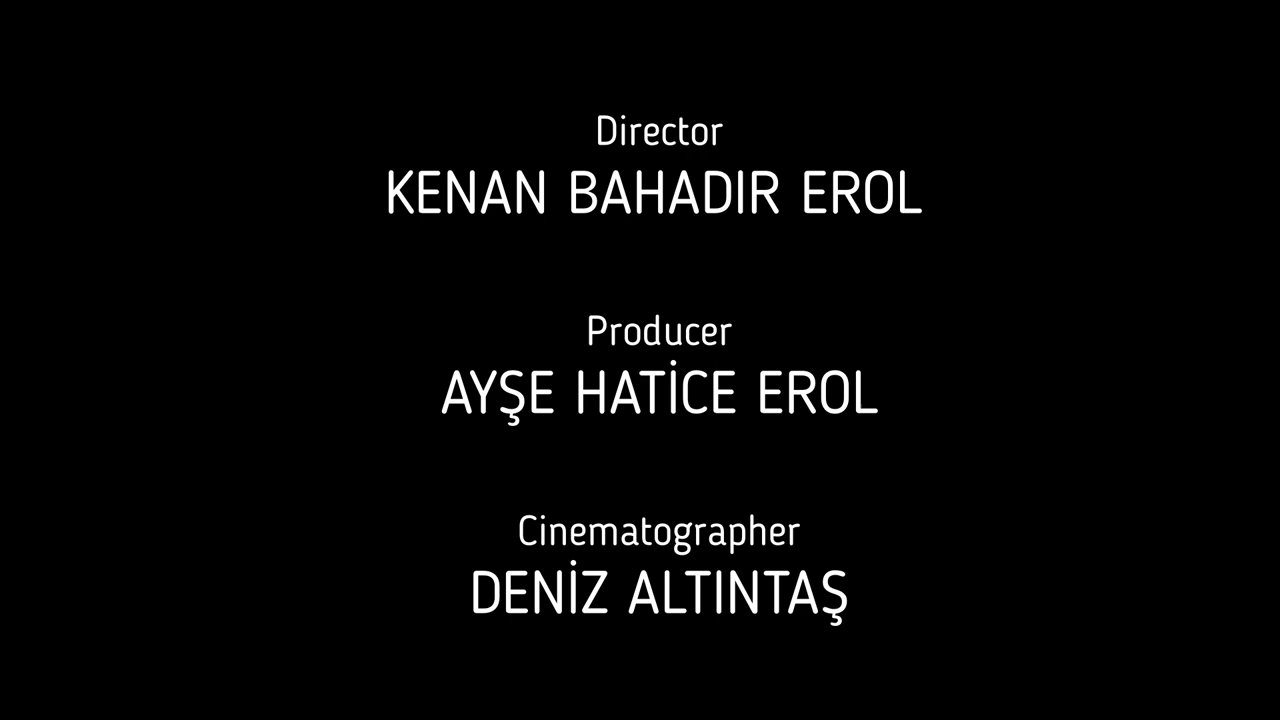 Director
KENAN BAHADIR EROL
Producer
AYŞE HATİCE EROL
Cinematographer
DENİZ ALTINTAŞ